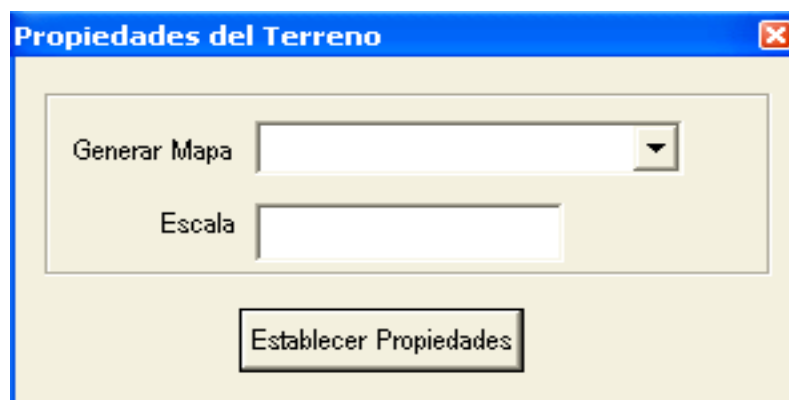 Propiedades del Terreno
Generar Mapa
Escala
Establecer Propiedades